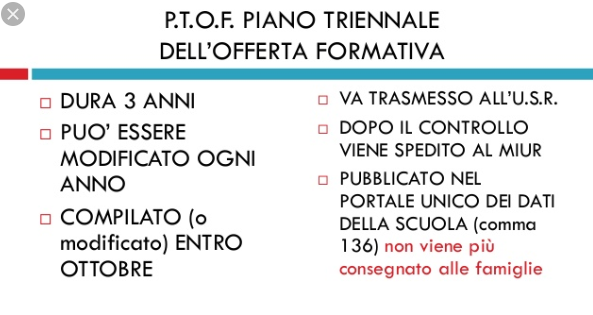 P.T.O.F. PIANO TRIENNALE
DELL'OFFERTA FORMATIVA
DURA 3 ANNI
PUO' ESSERE
MODIFICATO OGNI
ANNO
COMPILATO (o
modificato) ENTRO
OTTOBRE
VA TRASMESSO ALL'U.S.R.
DOPO IL CONTROLLO
VIENE SPEDITO AL MIUR
PUBBLICATO NEL
PORTALE UNICO DEI DATI
DELLA SCUOLA (comma
136) non viene più
consegnato alle famiglie